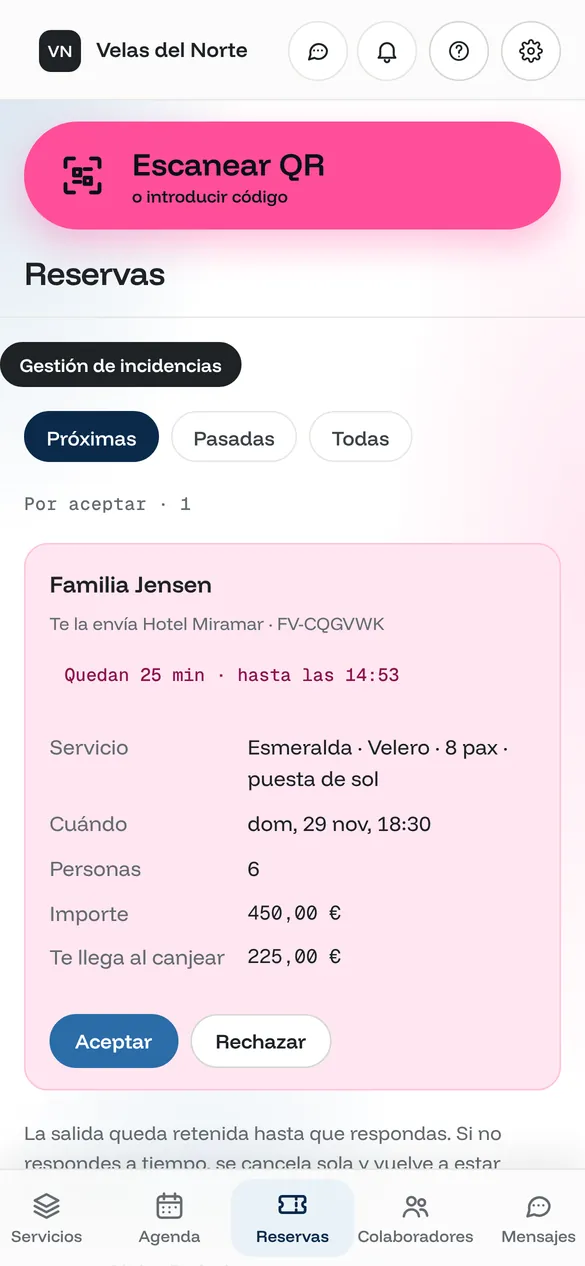 VN Velas del Norte
Escanear QR
o introducir código
Reservas
Gestión de incidencias
Próximas Pasadas Todas
Por aceptar · 1
Familia Jensen
Te la envía Hotel Miramar · FV-CQGVWK
Quedan 25 min · hasta las 14:53
Servicio Esmeralda · Velero · 8 pax ·
puesta de sol
Cuándo dom, 29 nov, 18:30
Personas 6
Importe 450,00 €
Te llega al canjear 225,00 €
Aceptar Rechazar
La salida queda retenida hasta que respondas. Si no
respondes a tiempo, se cancela sola y vuelve a estar
Servicios Agenda Reservas Colaboradores Mensajes